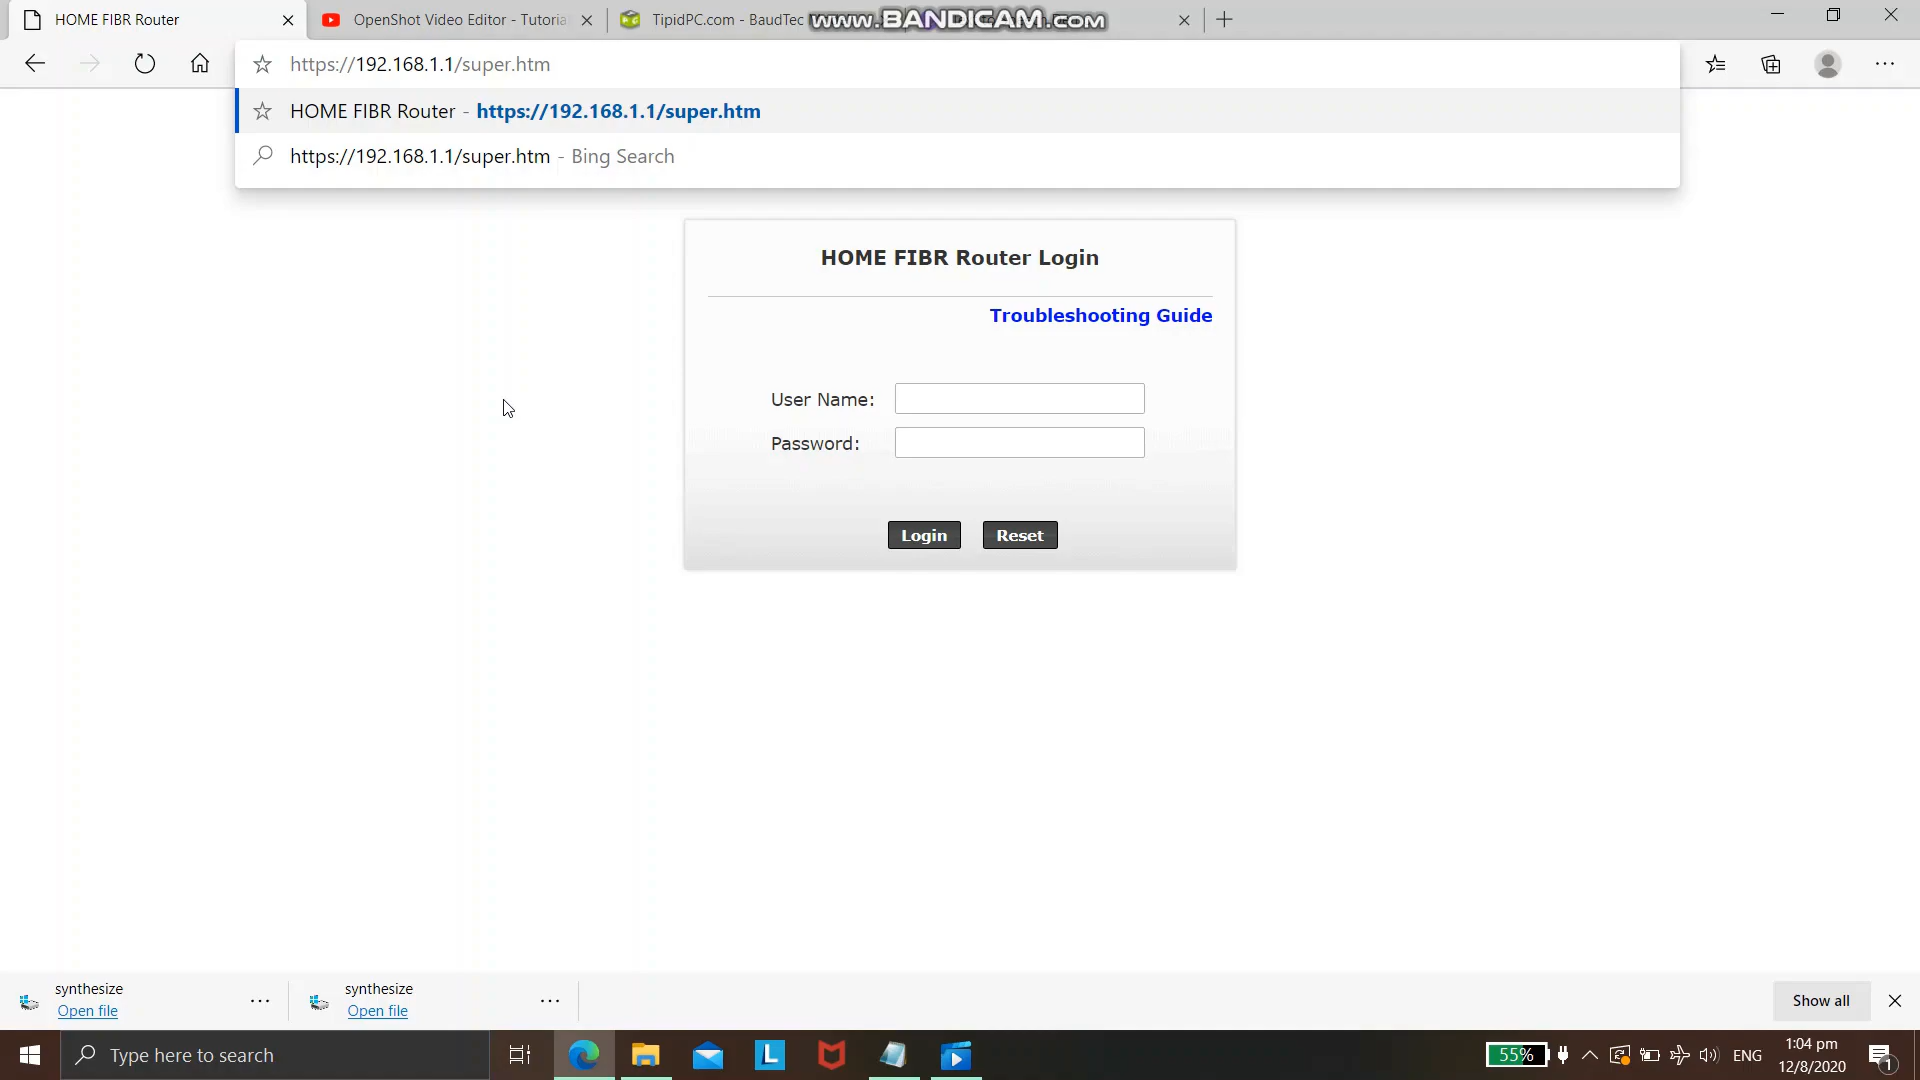 HOME FIBR Router
OpenShot Video Editor - Tutoria
TipidPC.com - BaudTec
www.BANDICAM.com
https://192.168.1.1/super.htm
HOME FIBR Router - https://192.168.1.1/super.htm
https://192.168.1.1/super.htm - Bing Search
HOME FIBR Router Login
Troubleshooting Guide
User Name:
Password:
Login
Reset
synthesize
Open file
synthesize
Open file
Show all
Type here to search
L
55%
ENG
1:04 pm
12/8/2020
1